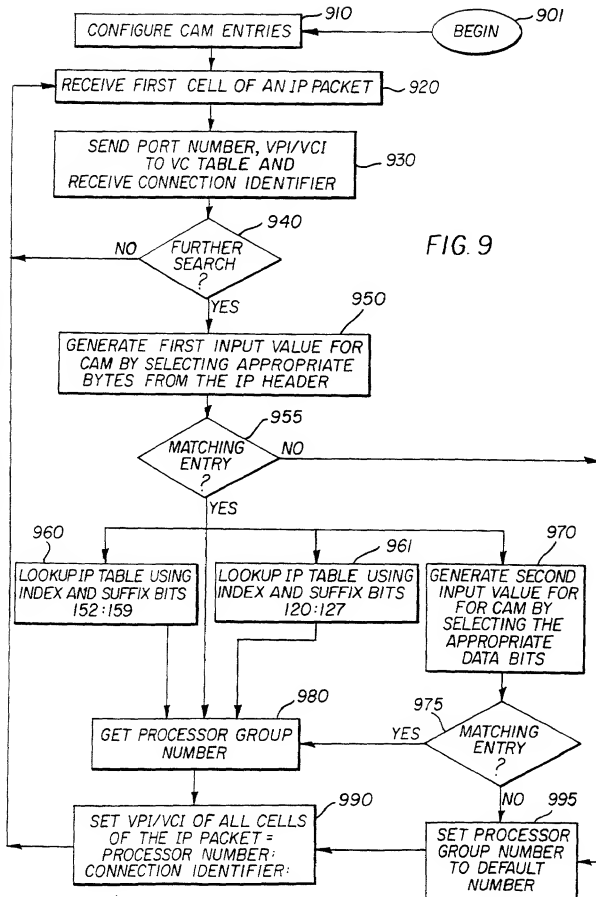 910
901
CONFIGURE CAM ENTRIES
BEGIN
RECEIVE FIRST CELL OF AN IP PACKET
920
SEND PORT NUMBER, VPI/VCI
TO VC TABLE AND
RECEIVE CONNECTION IDENTIFIER
930
940
NO
FURTHER
SEARCH
?
YES
FIG. 9
950
GENERATE FIRST INPUT VALUE FOR
CAM BY SELECTING APPROPRIATE
BYTES FROM THE IP HEADER
955
MATCHING
ENTRY
?
NO
YES
960
LOOKUP IP TABLE USING
INDEX AND SUFFIX BITS
152:159
961
LOOKUP IP TABLE USING
INDEX AND SUFFIX BITS
120:127
970
GENERATE SECOND
INPUT VALUE FOR
FOR CAM BY
SELECTING THE
APPROPRIATE
DATA BITS
980
GET PROCESSOR GROUP
NUMBER
975
YES
MATCHING
ENTRY
?
NO
990
SET VPI/VCI OF ALL CELLS
OF THE IP PACKET =
PROCESSOR NUMBER:
CONNECTION IDENTIFIER:
995
SET PROCESSOR
GROUP NUMBER
TO DEFAULT
NUMBER